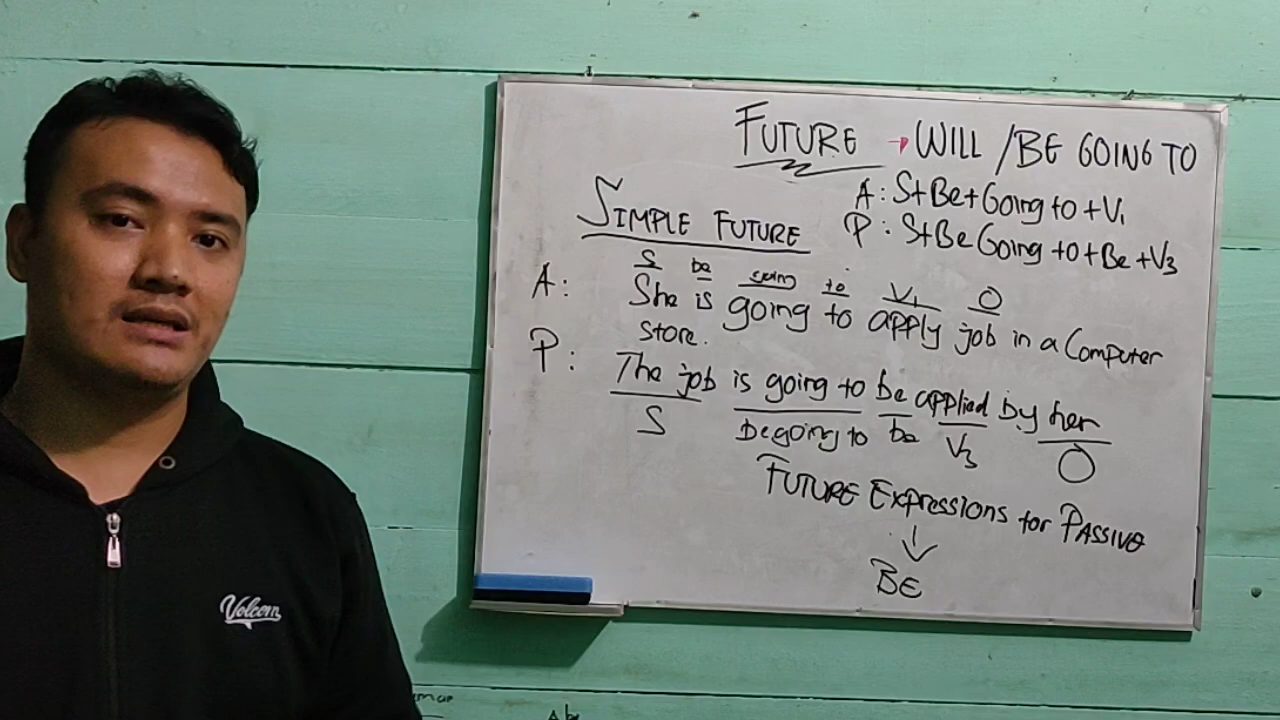 FUTURE → WILL / BE GOING TO
A: S+Be+Going to+V1
P: S+Be Going to+Be+V3
SIMPLE FUTURE
S be going to V1 O
A: She is going to apply job in a Computer
store.
P: The job is going to be applied by her
S be going to be V3 O
FUTURE Expressions for PASSIVE
↓
BE
Volcom